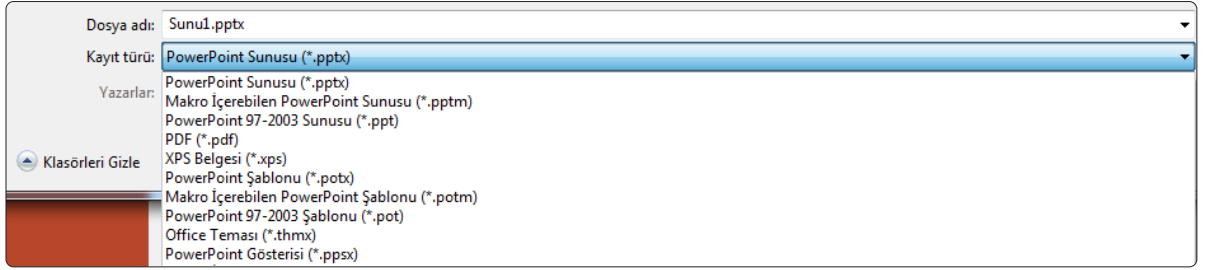 Dosya adı: Sunu1.pptx
Kayıt türü: PowerPoint Sunusu (*.pptx)
Yazarlar:
PowerPoint Sunusu (*.pptx)
Makro İçerebilen PowerPoint Sunusu (*.pptm)
PowerPoint 97-2003 Sunusu (*.ppt)
PDF (*.pdf)
XPS Belgesi (*.xps)
PowerPoint Şablonu (*.potx)
Makro İçerebilen PowerPoint Şablonu (*.potm)
PowerPoint 97-2003 Şablonu (*.pot)
Office Teması (*.thmx)
PowerPoint Gösterisi (*.ppsx)
Klasörleri Gizle